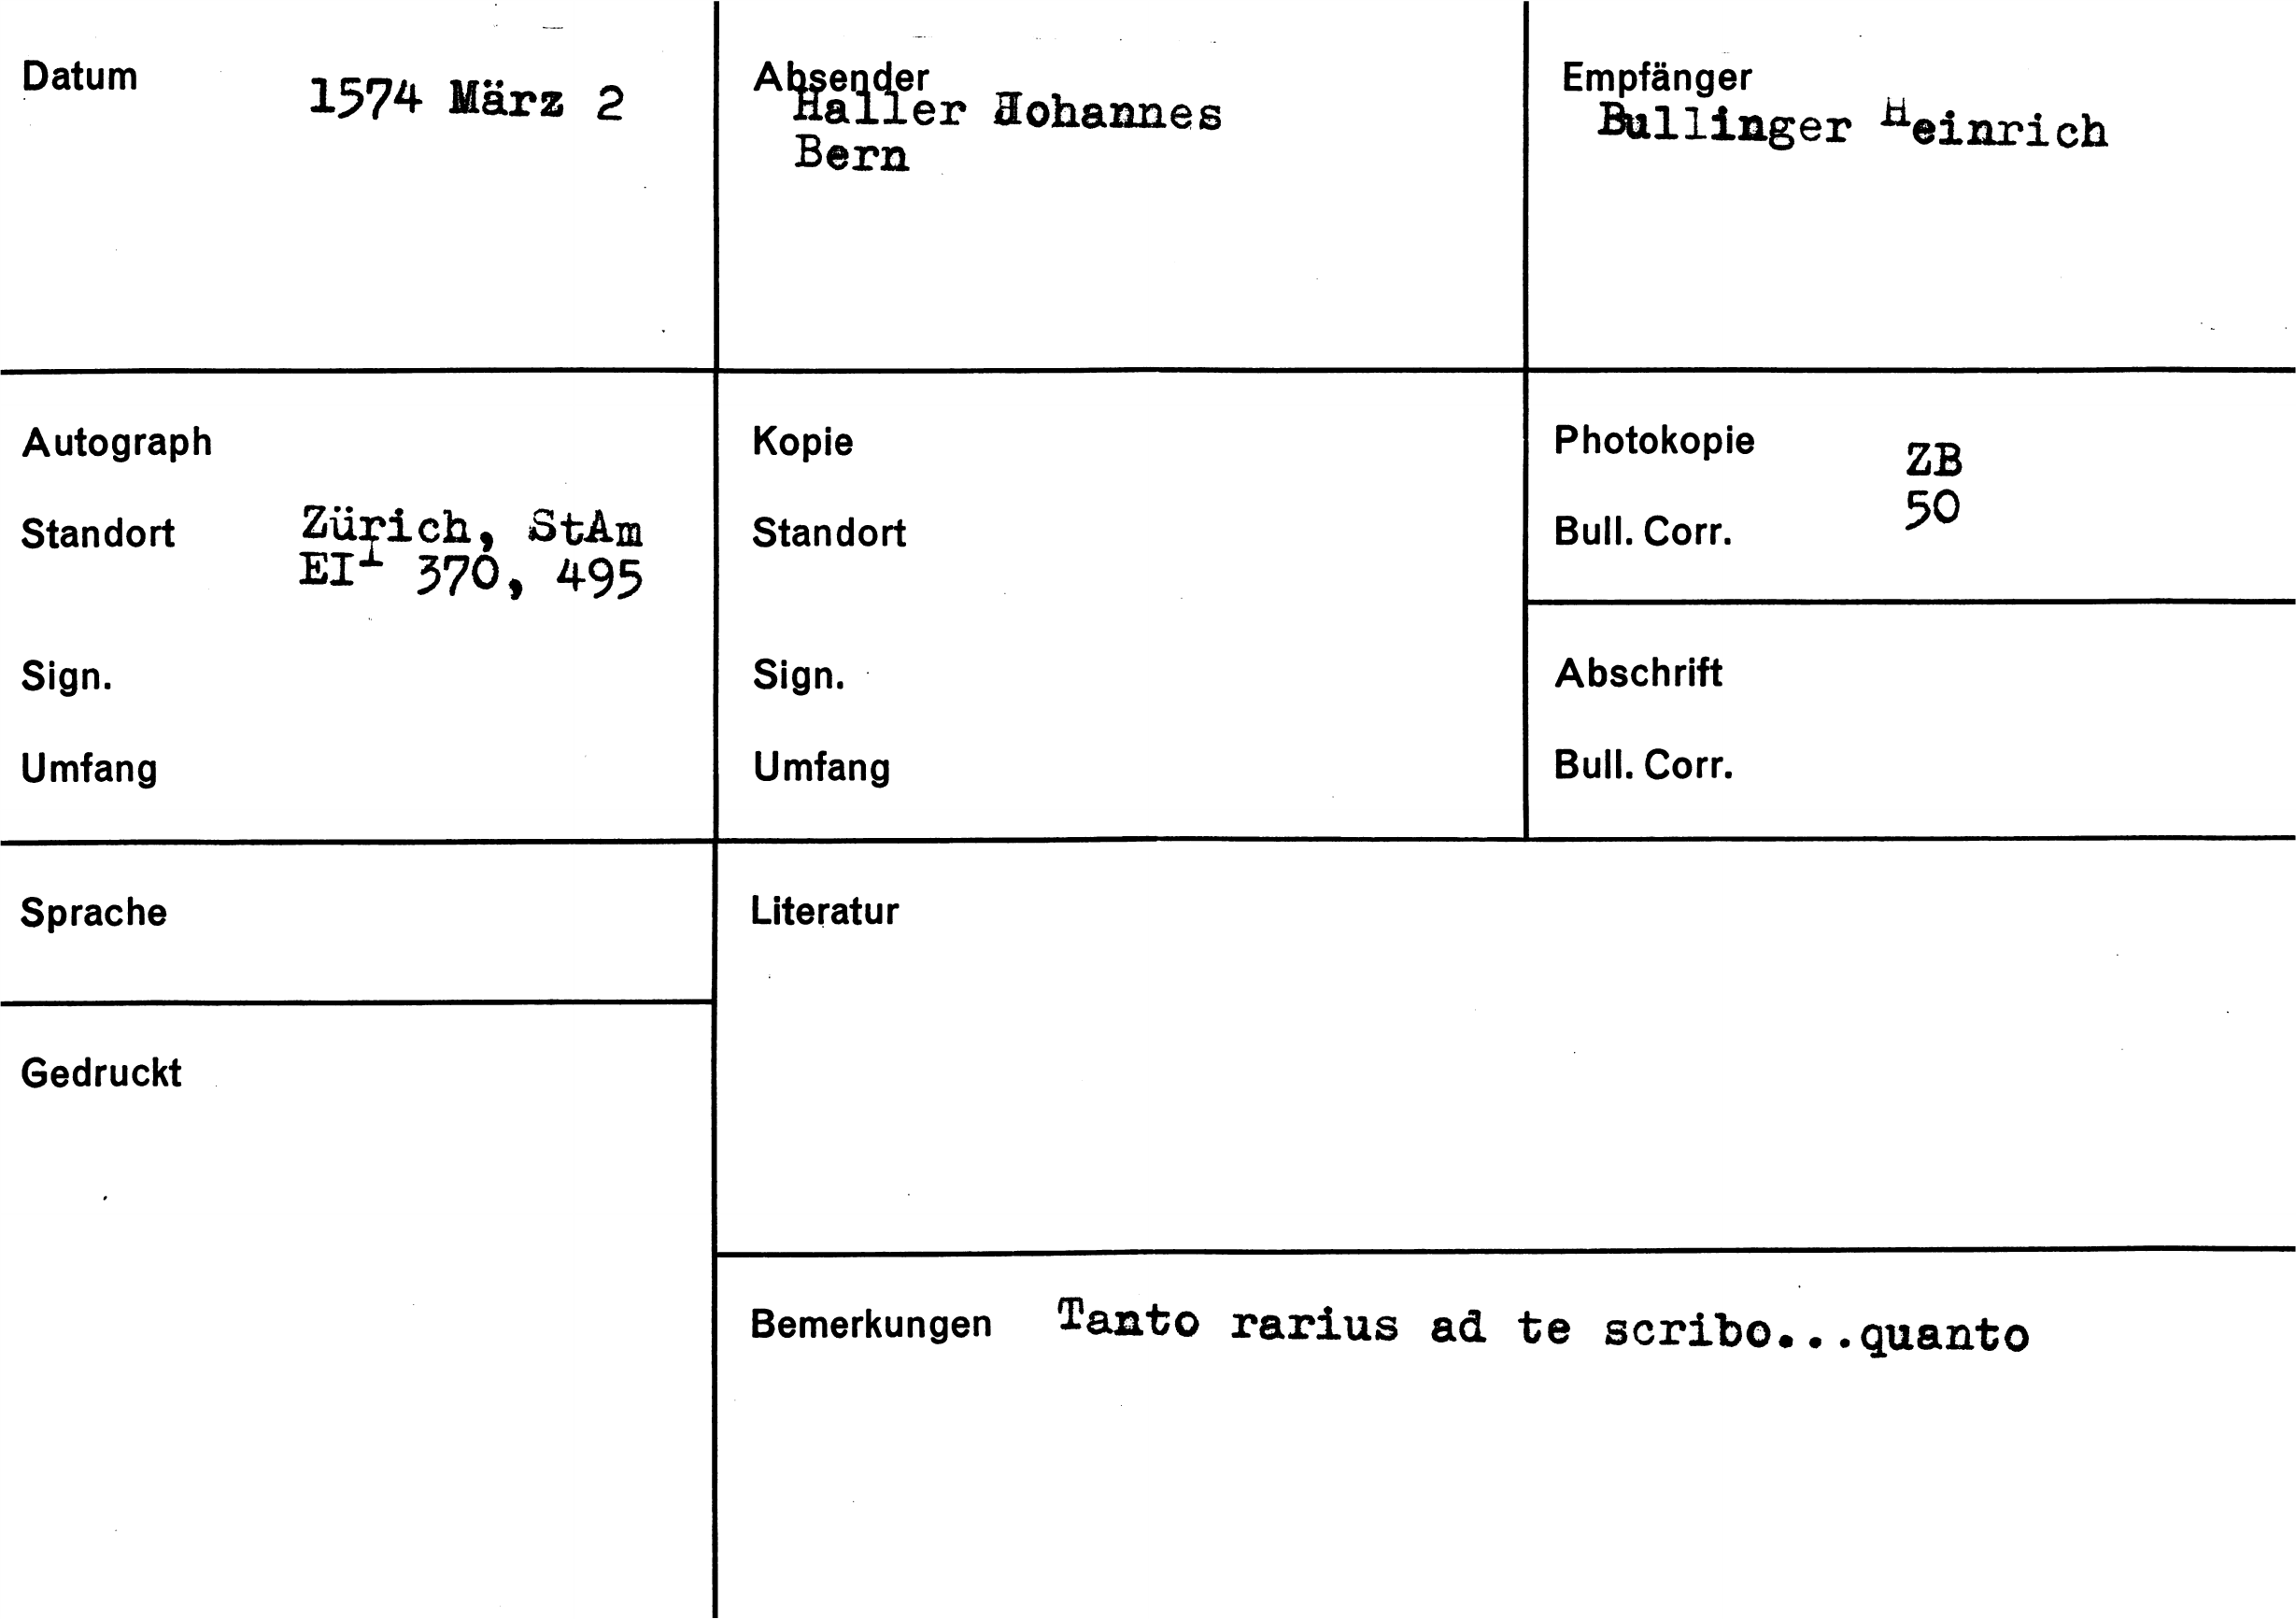 Datum
1574 März 2
Absender
Haller Johannes
Bern
Empfänger
Bullinger Heinrich
Autograph
Standort
Zürich, StAm
EI¹ 370, 495
Sign.
Umfang
Kopie
Standort
Sign.
Umfang
Photokopie
ZB
Bull. Corr.
50
Abschrift
Bull. Corr.
Sprache
Literatur
Gedruckt
Bemerkungen Tanto rarius ad te scribo...quanto